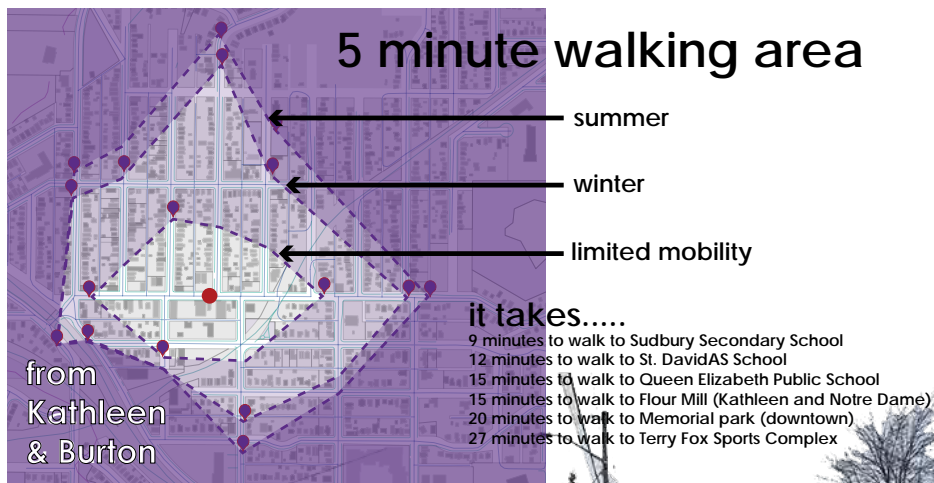 5 minute walking area
summer
winter
limited mobility
it takes.....
9 minutes to walk to Sudbury Secondary School
12 minutes to walk to St. DavidAS School
15 minutes to walk to Queen Elizabeth Public School
15 minutes to walk to Flour Mill (Kathleen and Notre Dame)
20 minutes to walk to Memorial park (downtown)
27 minutes to walk to Terry Fox Sports Complex
from
Kathleen
& Burton